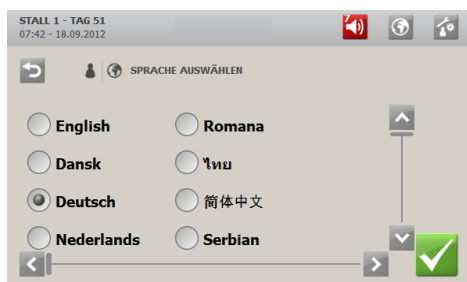 STALL 1 - TAG 51
07:42 - 18.09.2012
SPRACHE AUSWÄHLEN
English
Romana
Dansk
ไทย
Deutsch
简体中文
Nederlands
Serbian